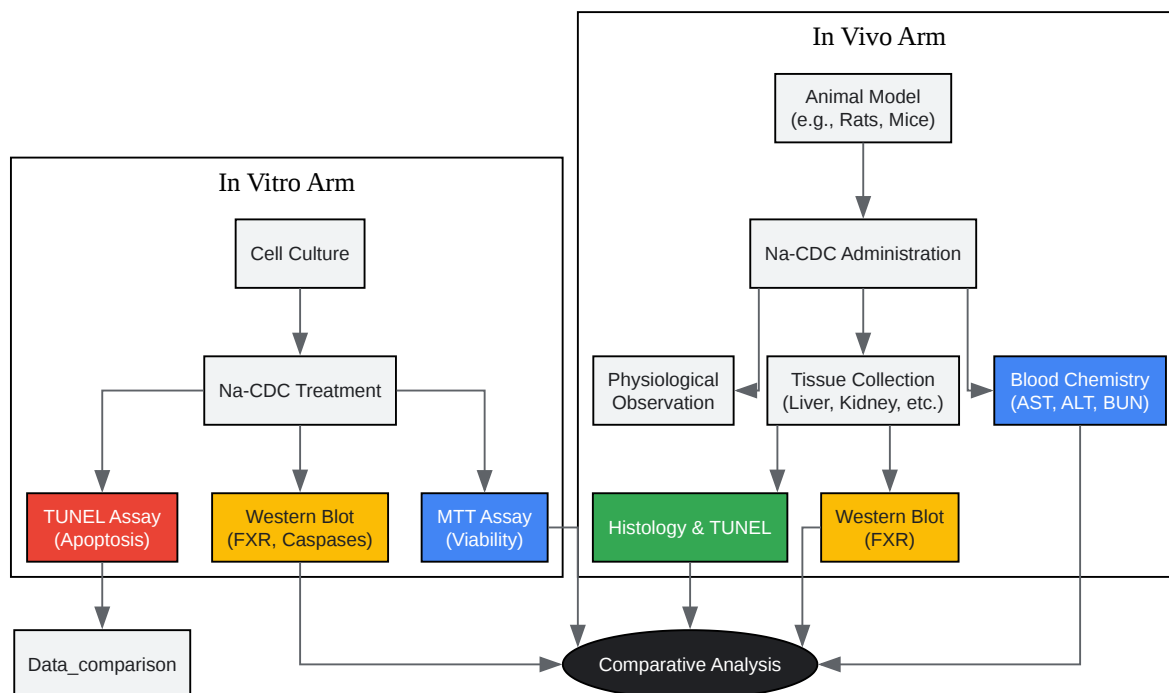 In Vivo Arm
Animal Model
(e.g., Rats, Mice)
In Vitro Arm
Cell Culture
Na-CDC Administration
Na-CDC Treatment
Physiological
Observation
Tissue Collection
(Liver, Kidney, etc.)
Blood Chemistry
(AST, ALT, BUN)
TUNEL Assay
(Apoptosis)
Western Blot
(FXR, Caspases)
MTT Assay
(Viability)
Histology & TUNEL
Western Blot
(FXR)
Data_comparison
Comparative Analysis